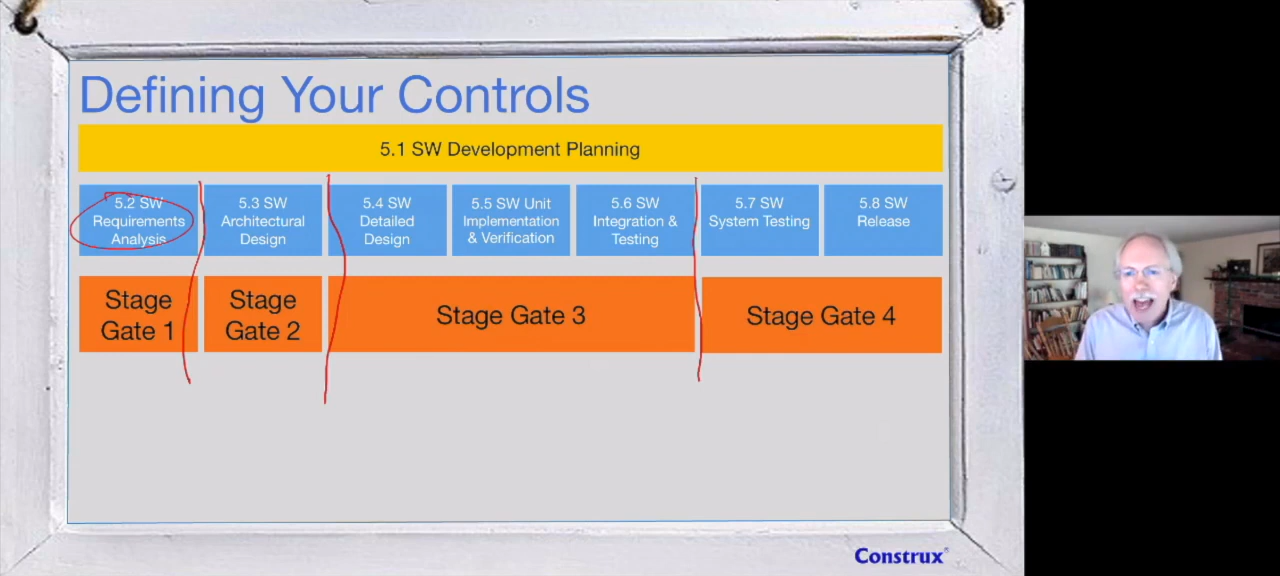 Defining Your Controls
5.1 SW Development Planning
5.2 SW
Requirements
Analysis
5.3 SW
Architectural
Design
5.4 SW
Detailed
Design
5.5 SW Unit
Implementation
& Verification
5.6 SW
Integration &
Testing
5.7 SW
System Testing
5.8 SW
Release
Stage
Gate 1
Stage
Gate 2
Stage Gate 3
Stage Gate 4
Construx®